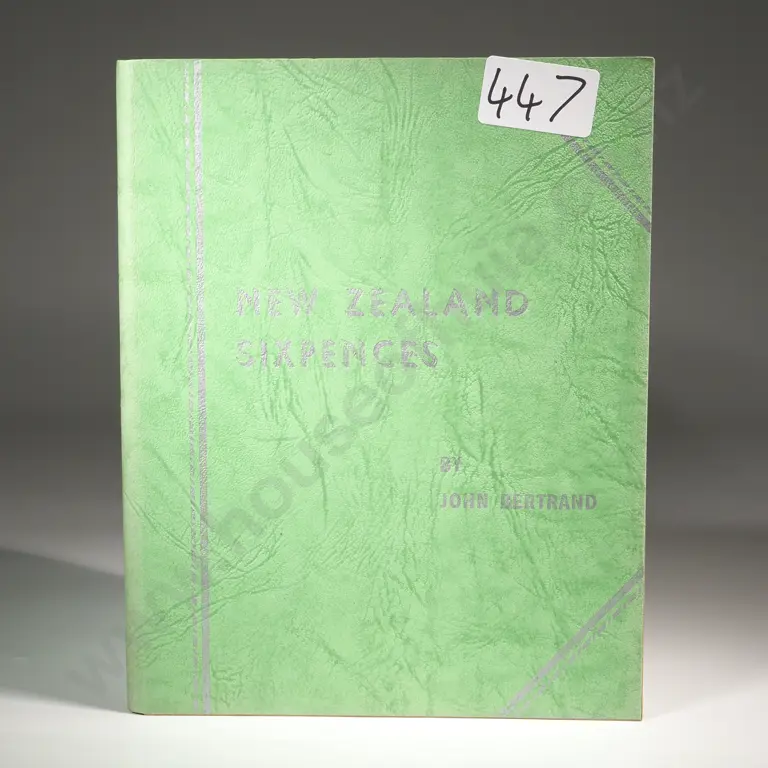 447
NEW ZEALAND
SIXPENCES
BY
JOHN BERTRAND